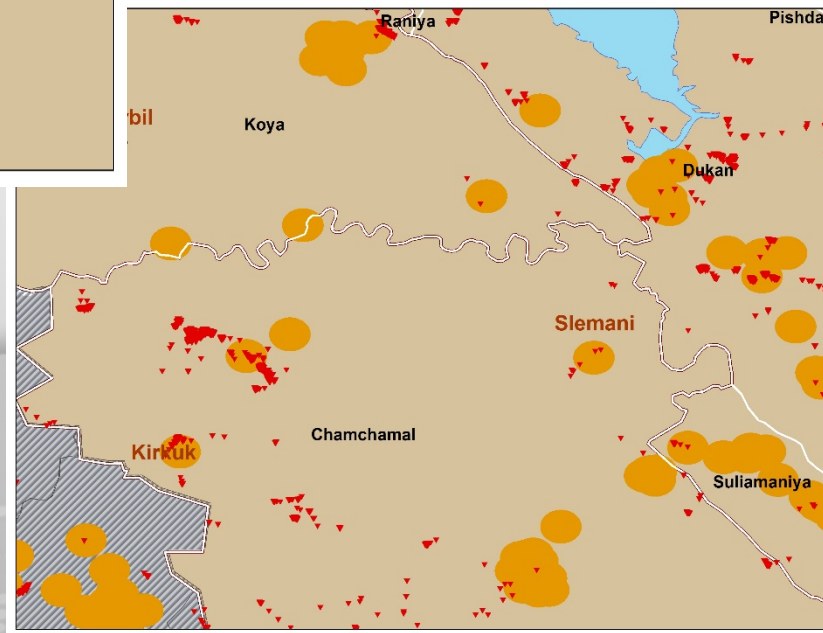 Raniya
Pishda
rbil
Koya
Dukan
Slemani
Chamchamal
Kirkuk
Suliamaniya